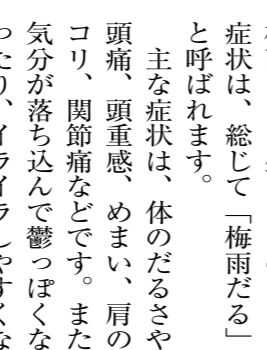 症状は、総じて「梅雨だる」
と呼ばれます。
主な症状は、体のだるさや
頭痛、頭重感、めまい、肩の
コリ、関節痛などです。また
気分が落ち込んで鬱っぽくな
ったり、イライラしやすくな